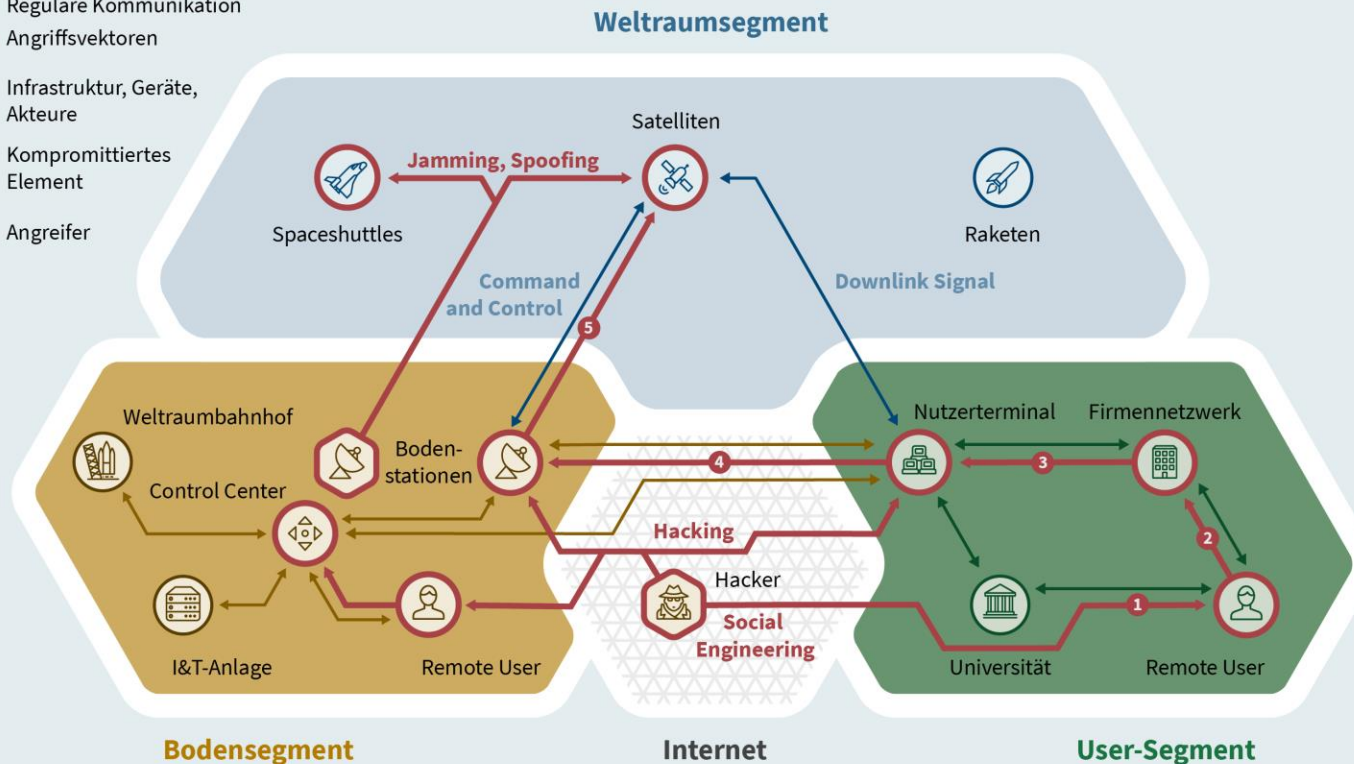 Reguläre Kommunikation
Angriffsvektoren
Infrastruktur, Geräte,
Akteure
Kompromittiertes
Element
Angreifer
Weltraumsegment
Satelliten
Jamming, Spoofing
Spaceshuttles
Raketen
Command
and Control
Downlink Signal
5
Weltraumbahnhof
Boden-
stationen
Control Center
I&T-Anlage
Remote User
Nutzerterminal
Firmennetzwerk
4
3
Hacking
2
Hacker
Social
Engineering
1
Universität
Remote User
Bodensegment
Internet
User-Segment